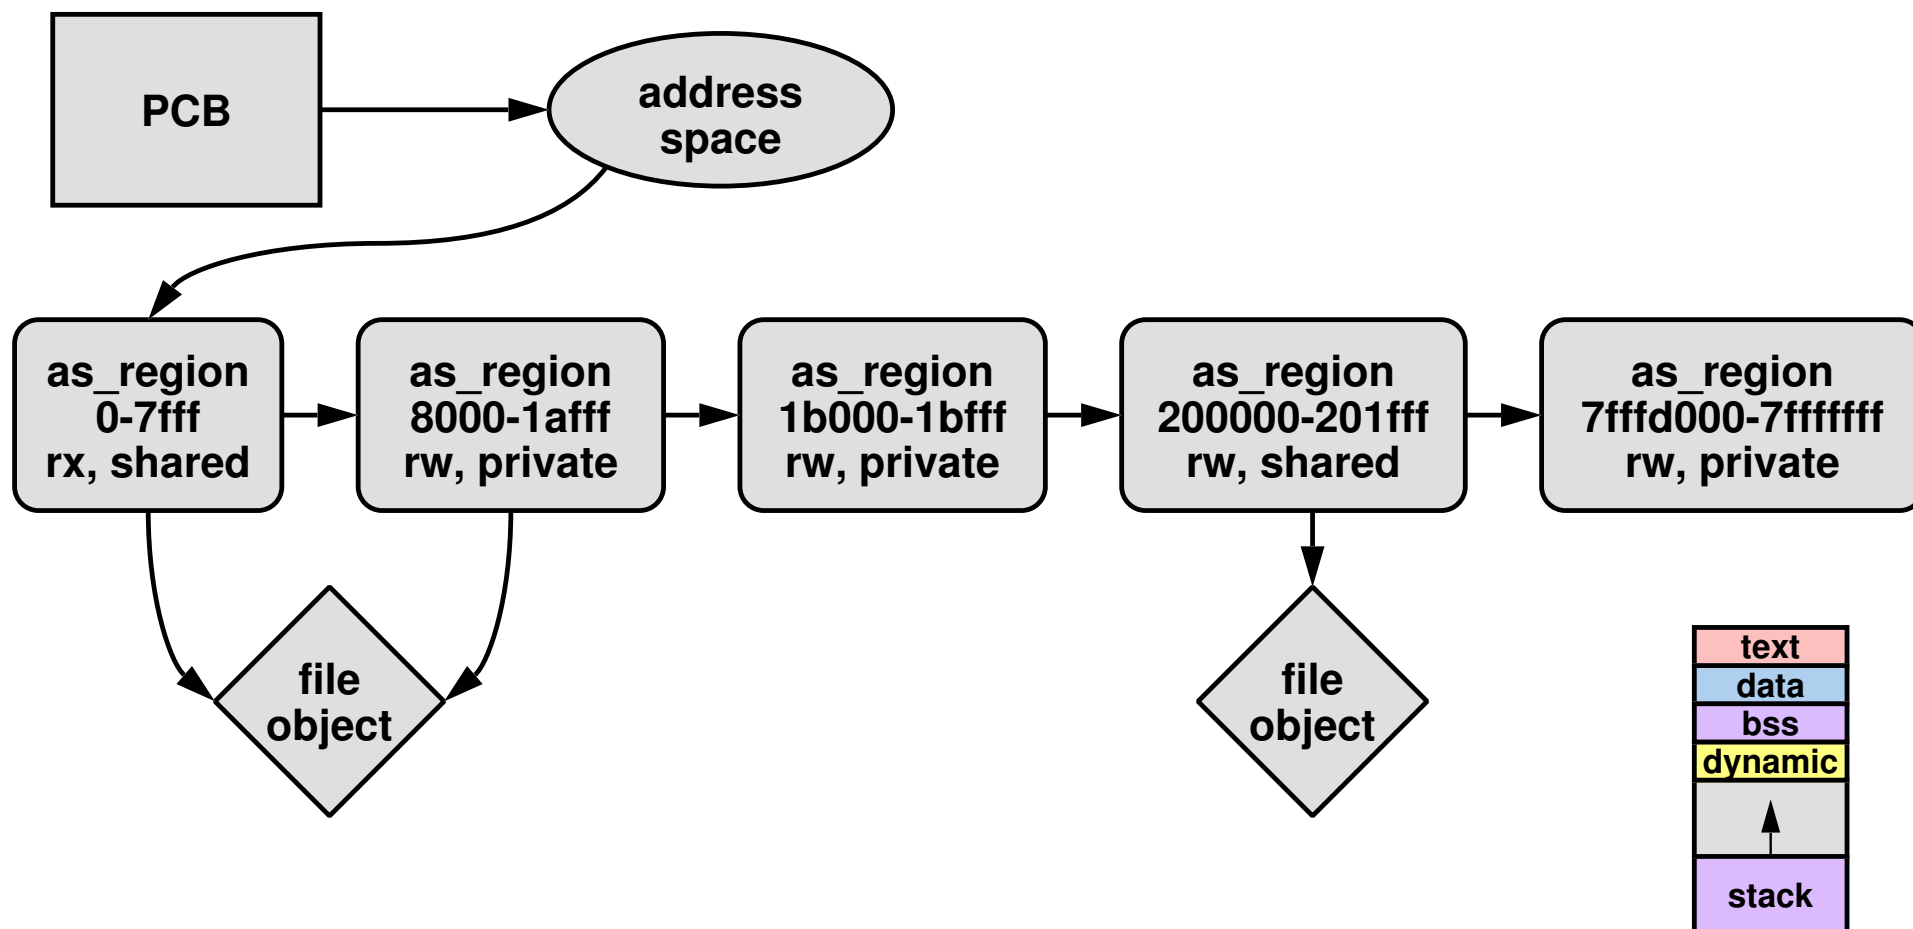 PCB
address
space
as_region
0-7fff
rx, shared
as_region
8000-1afff
rw, private
as_region
1b000-1bfff
rw, private
as_region
200000-201fff
rw, shared
as_region
7fffd000-7fffffff
rw, private
file
object
file
object
text
data
bss
dynamic
stack